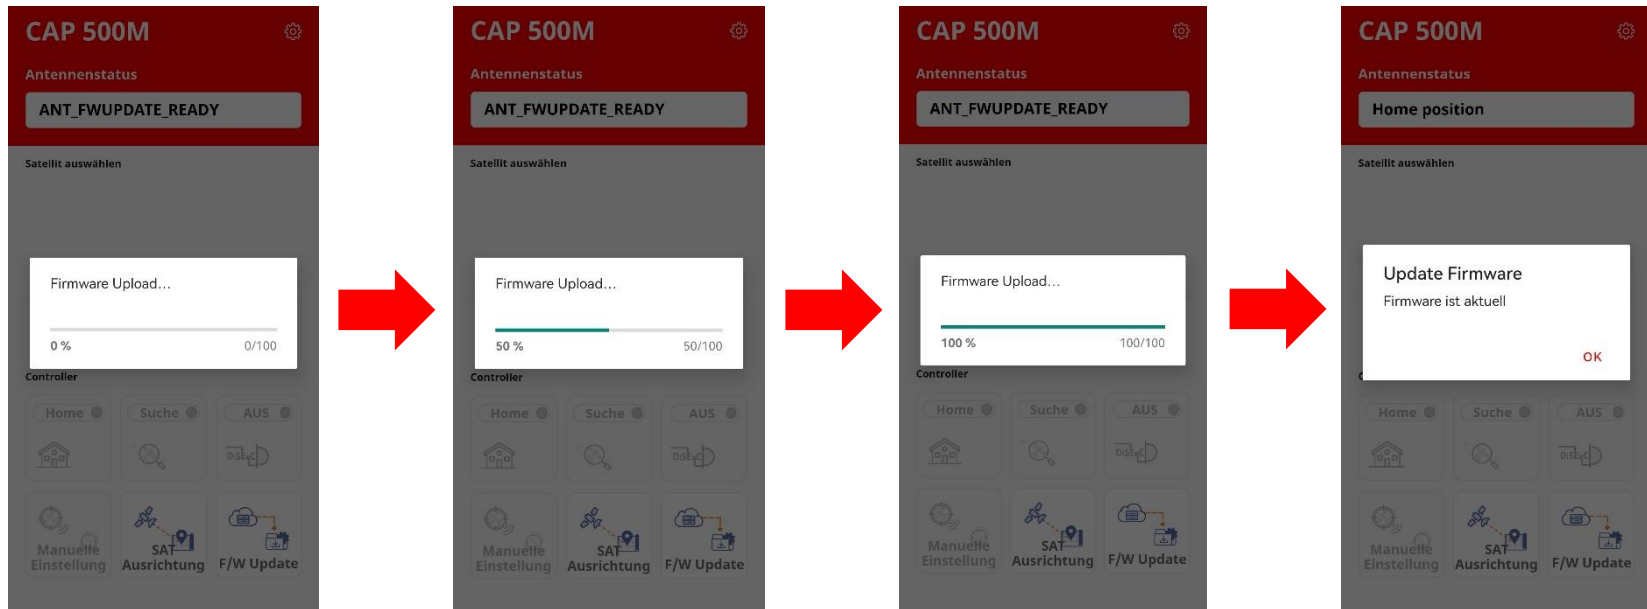 CAP 500M
Antennenstatus
ANT_FWUPDATE_READY
Satellit auswählen
Firmware Upload...
0 %
0/100
Controller
Home
Suche
AUS
DiSEqC
Manuelle
Einstellung
SAT
Ausrichtung
F/W Update
CAP 500M
Antennenstatus
ANT_FWUPDATE_READY
Satellit auswählen
Firmware Upload...
50 %
50/100
Controller
Home
Suche
AUS
DiSEqC
Manuelle
Einstellung
SAT
Ausrichtung
F/W Update
CAP 500M
Antennenstatus
ANT_FWUPDATE_READY
Satellit auswählen
Firmware Upload...
100 %
100/100
Controller
Home
Suche
AUS
DiSEqC
Manuelle
Einstellung
SAT
Ausrichtung
F/W Update
CAP 500M
Antennenstatus
Home position
Satellit auswählen
Update Firmware
Firmware ist aktuell
OK
Home
Suche
AUS
DiSEqC
Manuelle
Einstellung
SAT
Ausrichtung
F/W Update